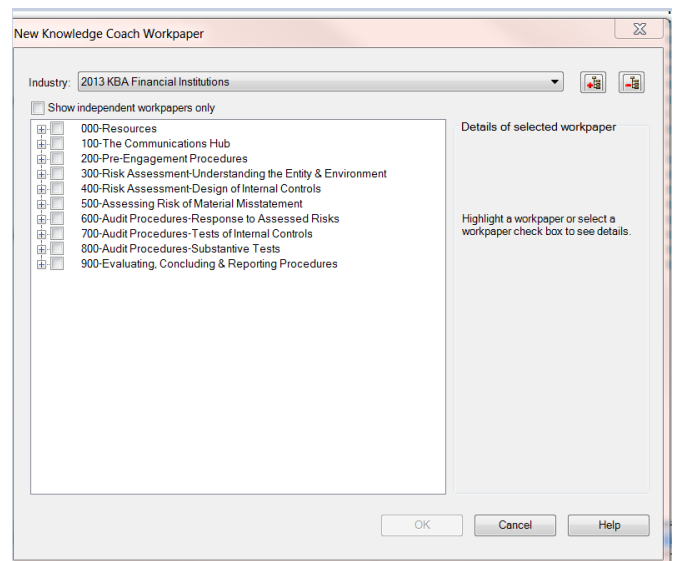 New Knowledge Coach Workpaper
Industry: 2013 KBA Financial Institutions
Show independent workpapers only
000-Resources
100-The Communications Hub
200-Pre-Engagement Procedures
300-Risk Assessment-Understanding the Entity & Environment
400-Risk Assessment-Design of Internal Controls
500-Assessing Risk of Material Misstatement
600-Audit Procedures-Response to Assessed Risks
700-Audit Procedures-Tests of Internal Controls
800-Audit Procedures-Substantive Tests
900-Evaluating, Concluding & Reporting Procedures
Details of selected workpaper
Highlight a workpaper or select a
workpaper check box to see details.
OK Cancel Help